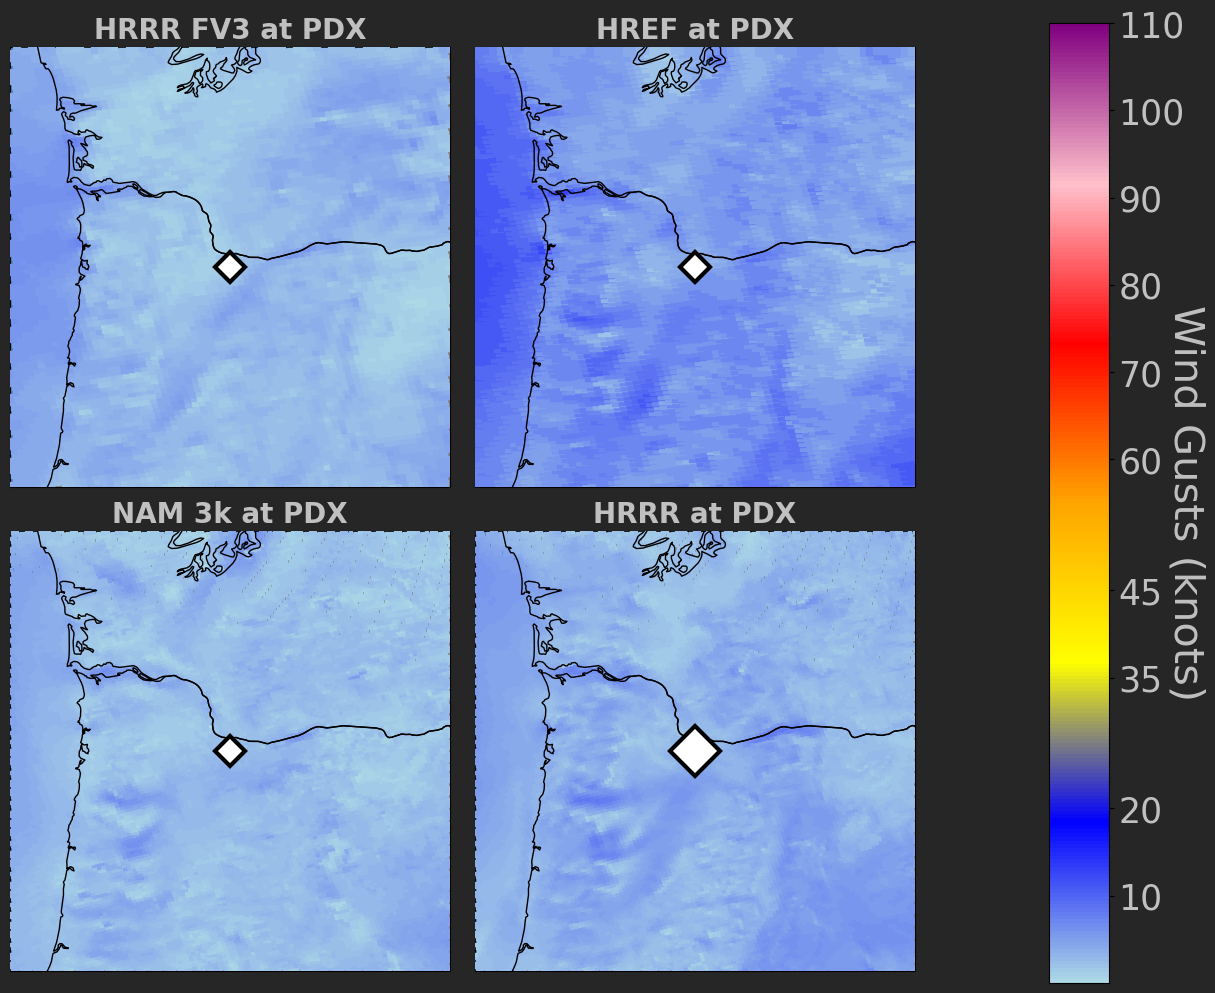 HRRR FV3 at PDX
HREF at PDX
NAM 3k at PDX
HRRR at PDX
110
100
90
80
70
60
45
35
20
10
Wind Gusts (knots)